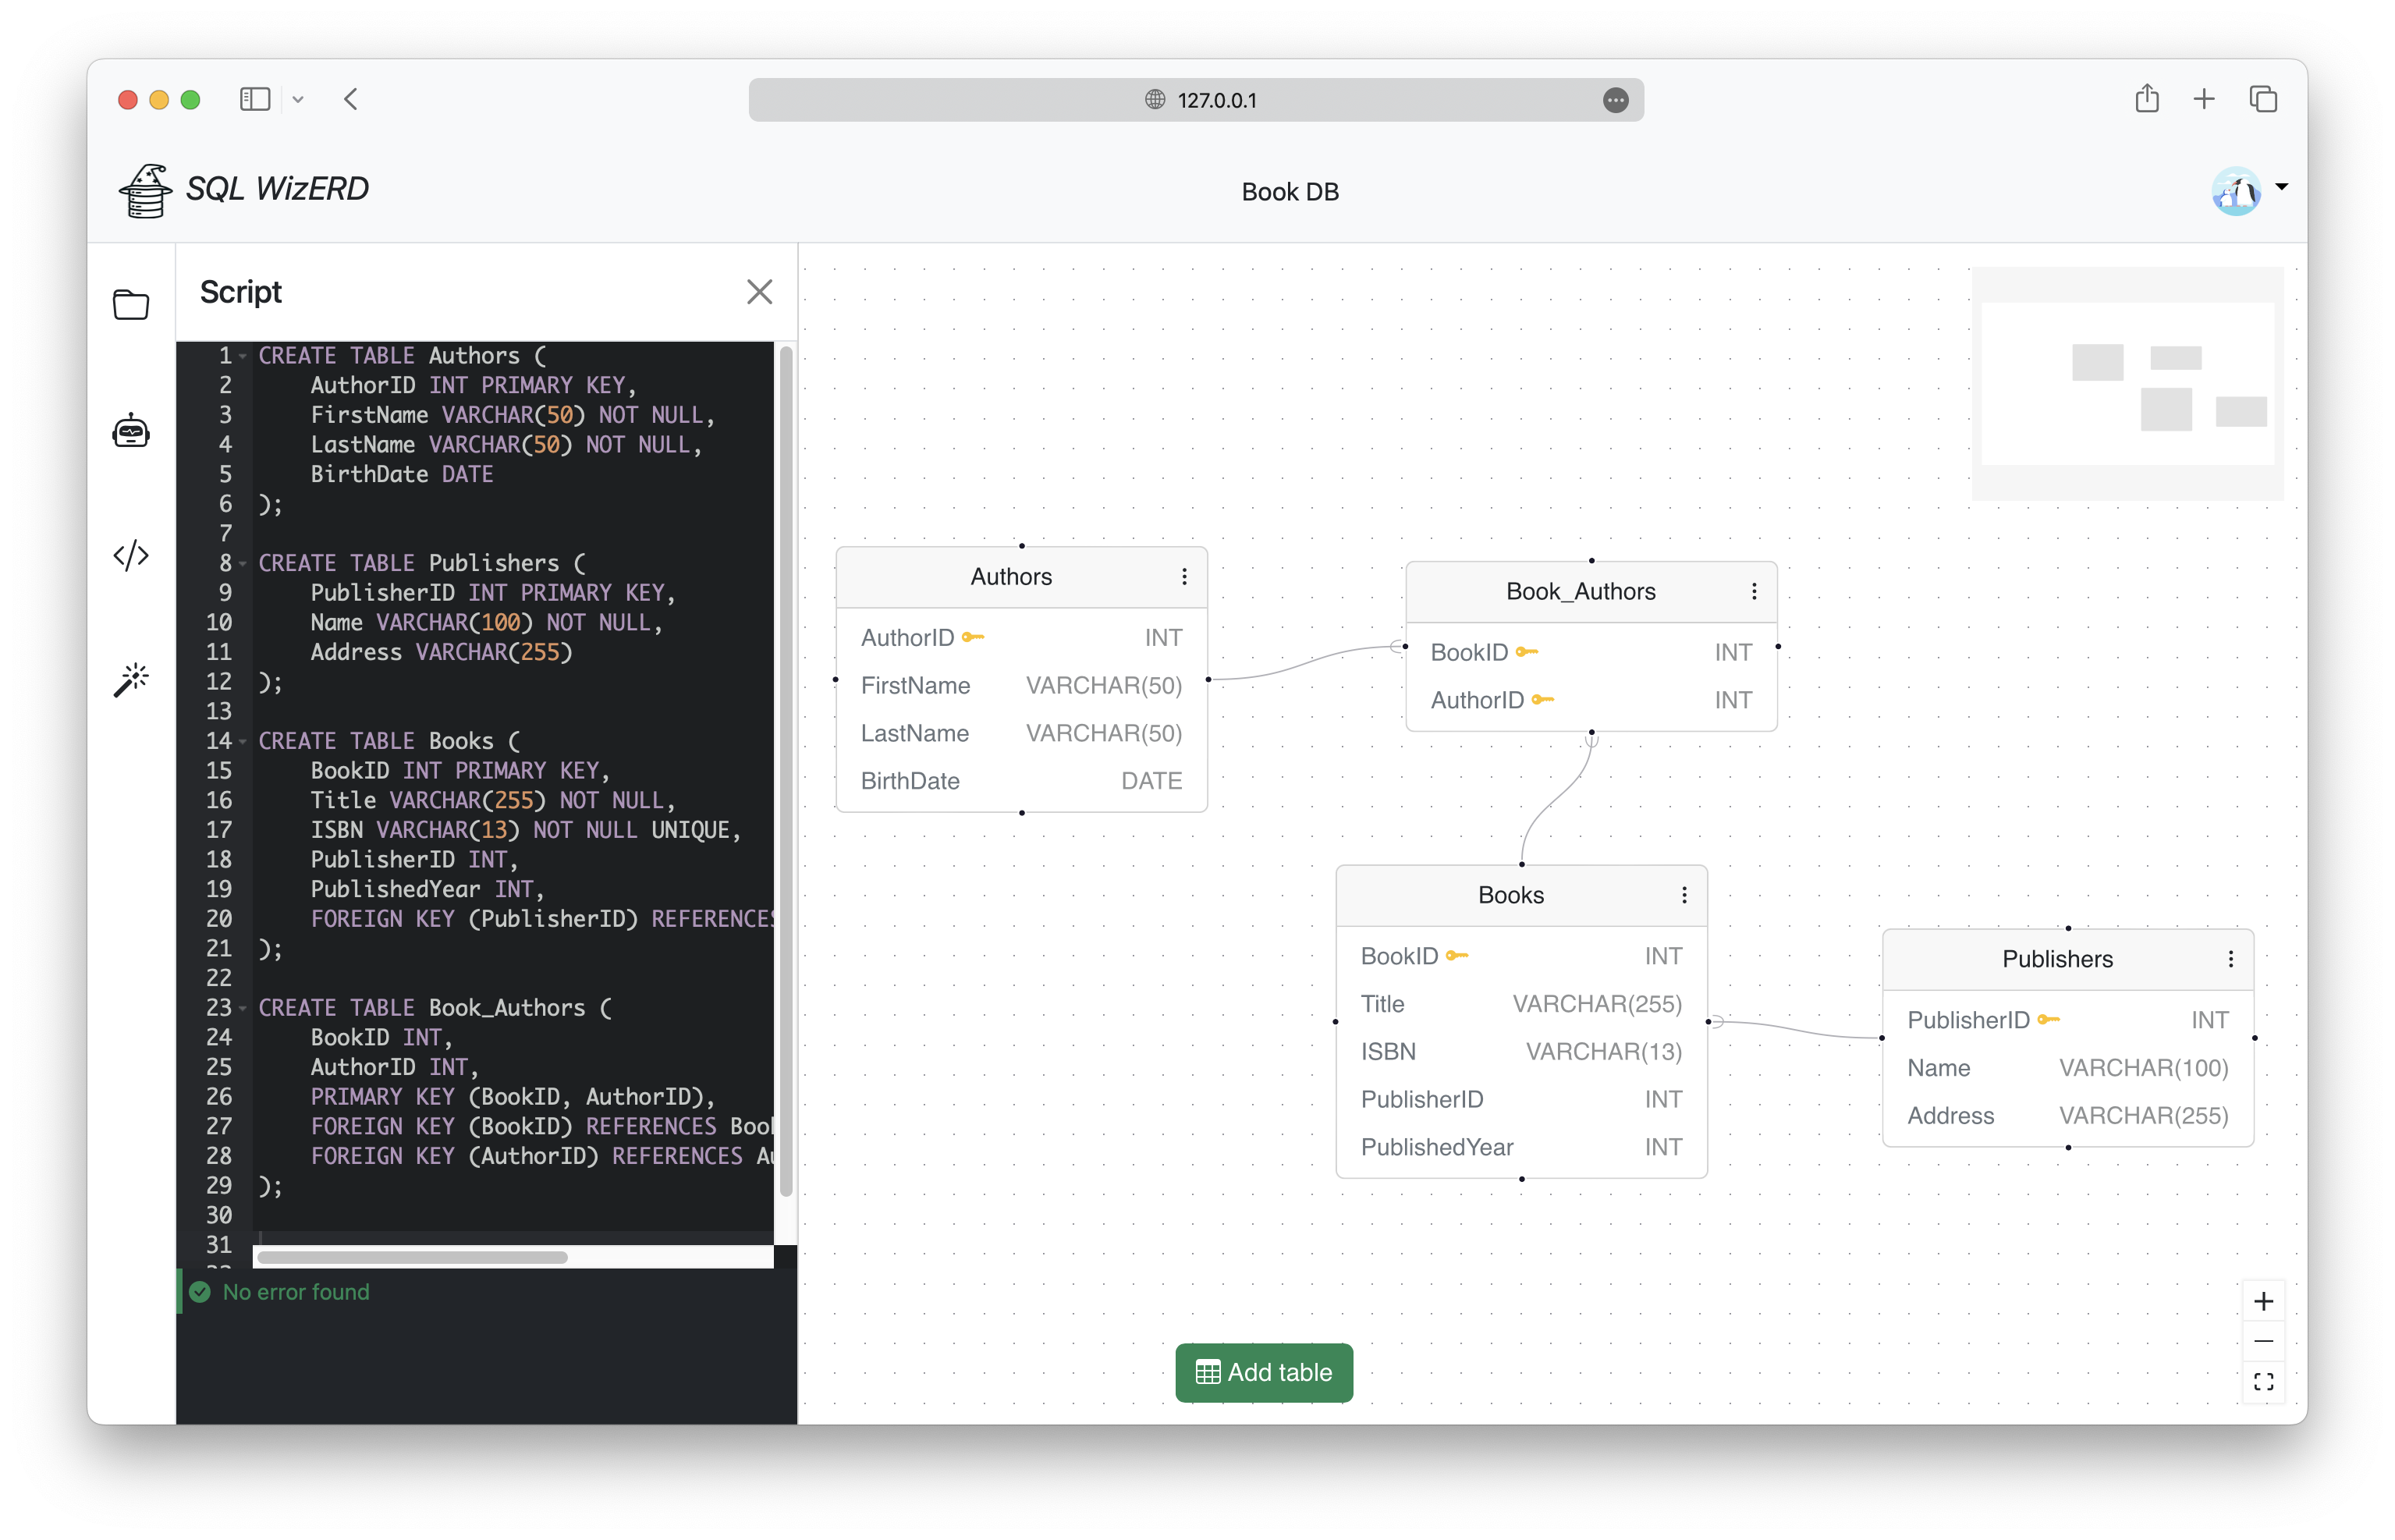 127.0.0.1
SQL WizERD
Book DB
Script
1 CREATE TABLE Authors (
2 AuthorID INT PRIMARY KEY,
3 FirstName VARCHAR(50) NOT NULL,
4 LastName VARCHAR(50) NOT NULL,
5 BirthDate DATE
6 );
7
8 CREATE TABLE Publishers (
9 PublisherID INT PRIMARY KEY,
10 Name VARCHAR(100) NOT NULL,
11 Address VARCHAR(255)
12 );
13
14 CREATE TABLE Books (
15 BookID INT PRIMARY KEY,
16 Title VARCHAR(255) NOT NULL,
17 ISBN VARCHAR(13) NOT NULL UNIQUE,
18 PublisherID INT,
19 PublishedYear INT,
20 FOREIGN KEY (PublisherID) REFERENCES
21 );
22
23 CREATE TABLE Book_Authors (
24 BookID INT,
25 AuthorID INT,
26 PRIMARY KEY (BookID, AuthorID),
27 FOREIGN KEY (BookID) REFERENCES Boo
28 FOREIGN KEY (AuthorID) REFERENCES Au
29 );
30
31
No error found
Authors
AuthorID INT
FirstName VARCHAR(50)
LastName VARCHAR(50)
BirthDate DATE
Book_Authors
BookID INT
AuthorID INT
Books
BookID INT
Title VARCHAR(255)
ISBN VARCHAR(13)
PublisherID INT
PublishedYear INT
Publishers
PublisherID INT
Name VARCHAR(100)
Address VARCHAR(255)
Add table